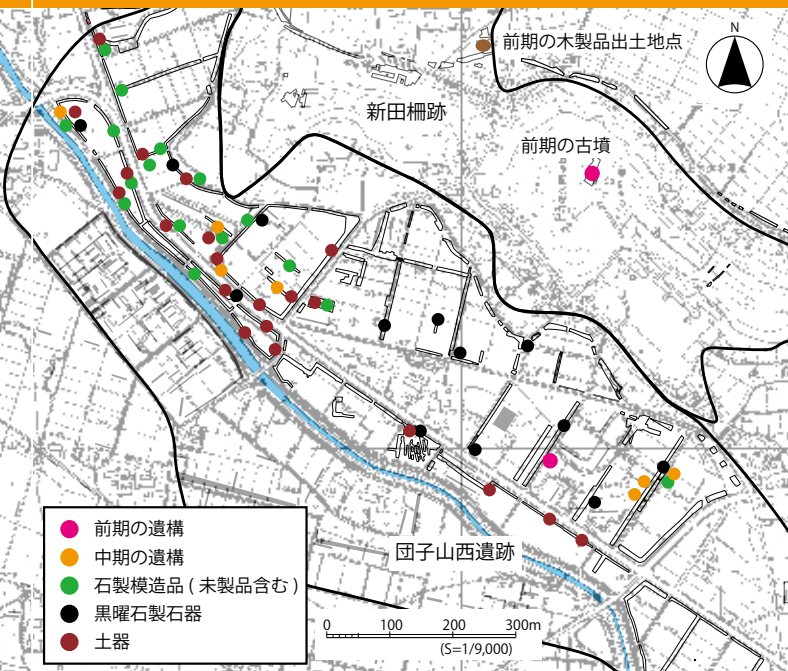 N
前期の木製品出土地点
新田柵跡
前期の古墳
団子山西遺跡
前期の遺構
中期の遺構
石製模造品 ( 未製品含む )
黒曜石製石器
土器
0 100 200 300m
(S=1/9,000)